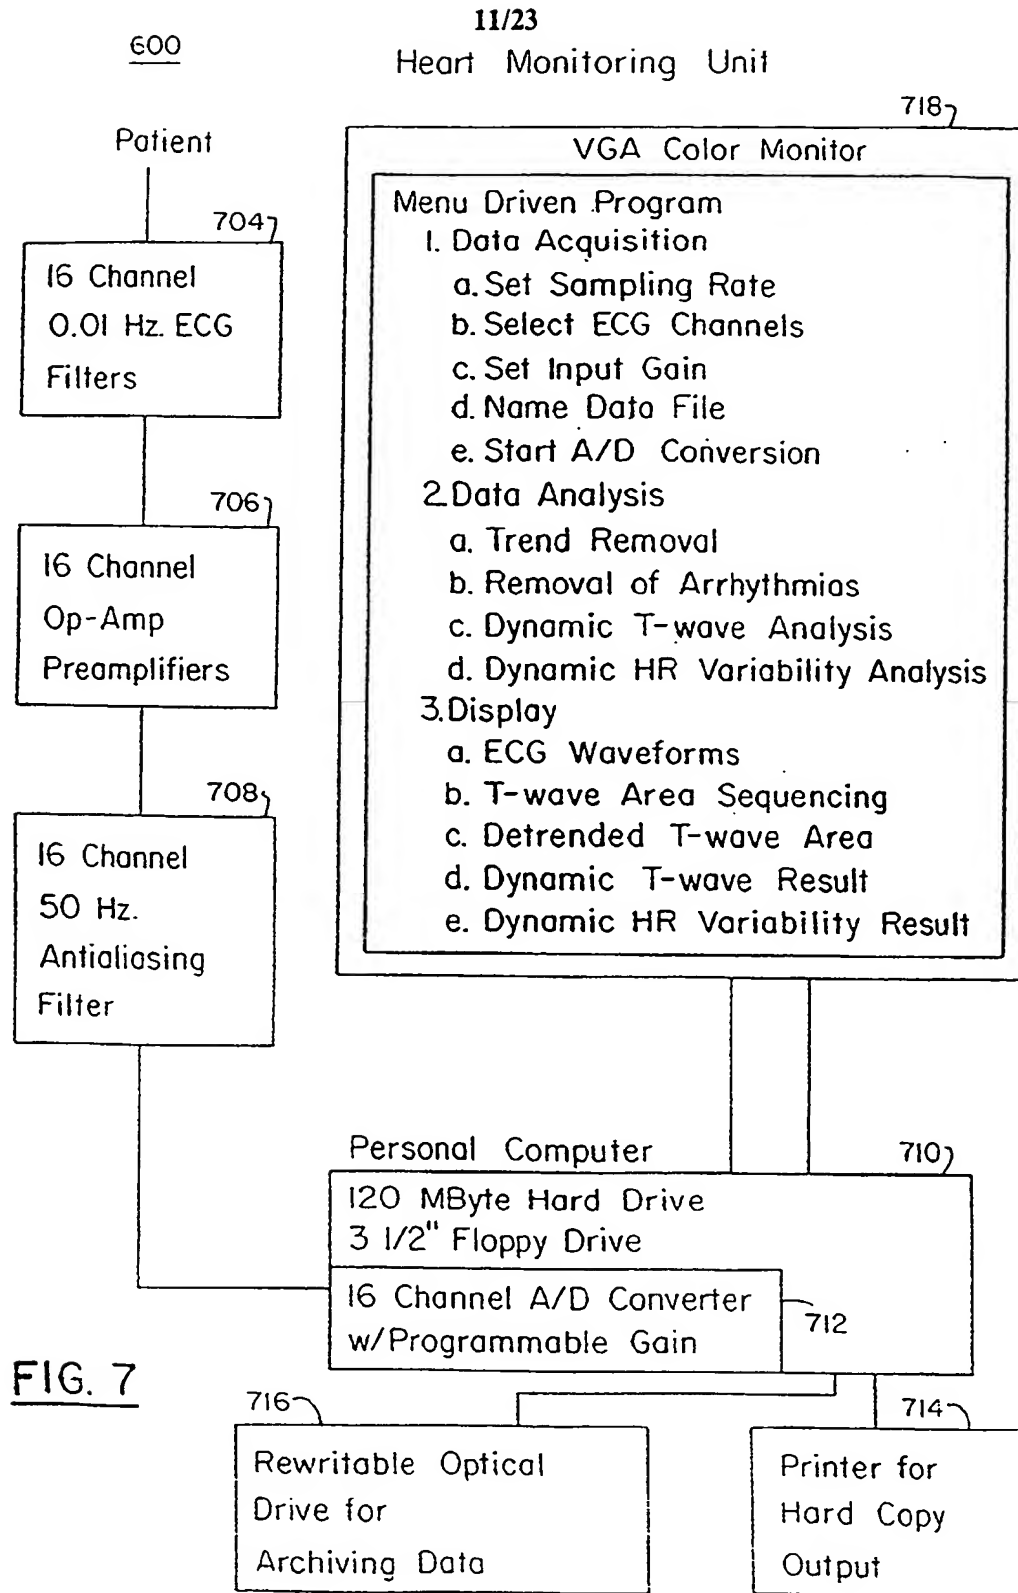 11/23
600
Heart Monitoring Unit
Patient
704
16 Channel
0.01 Hz. ECG
Filters
706
16 Channel
Op-Amp
Preamplifiers
708
16 Channel
50 Hz.
Antialiasing
Filter
718
VGA Color Monitor
Menu Driven Program
1. Data Acquisition
a. Set Sampling Rate
b. Select ECG Channels
c. Set Input Gain
d. Name Data File
e. Start A/D Conversion
2. Data Analysis
a. Trend Removal
b. Removal of Arrhythmias
c. Dynamic T-wave Analysis
d. Dynamic HR Variability Analysis
3. Display
a. ECG Waveforms
b. T-wave Area Sequencing
c. Detrended T-wave Area
d. Dynamic T-wave Result
e. Dynamic HR Variability Result
Personal Computer
710
120 MByte Hard Drive
3 1/2" Floppy Drive
16 Channel A/D Converter
w/Programmable Gain
712
FIG. 7
716
Rewritable Optical
Drive for
Archiving Data
714
Printer for
Hard Copy
Output